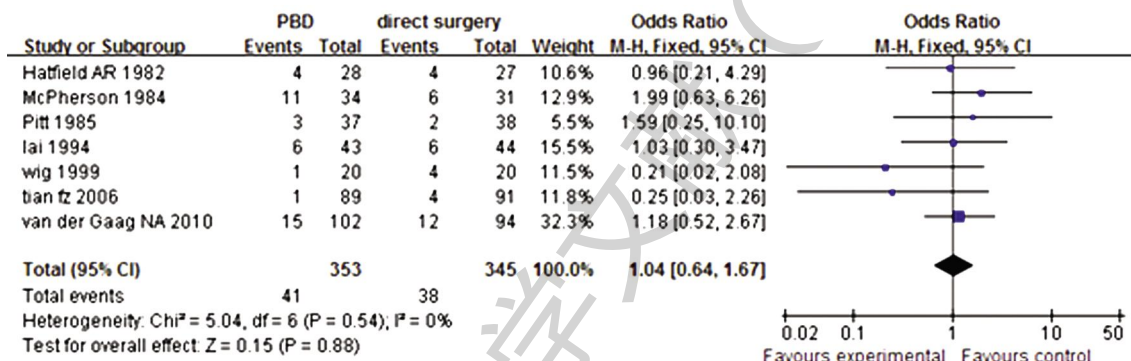 PBD direct surgery Odds Ratio Odds Ratio
Study or Subgroup Events Total Events Total Weight M-H, Fixed, 95% CI M-H, Fixed, 95% CI
Hatfield AR 1982 4 28 4 27 10.6% 0.96 [0.21, 4.29]
McPherson 1984 11 34 6 31 12.9% 1.99 [0.63, 6.26]
Pitt 1985 3 37 2 38 5.5% 1.59 [0.25, 10.10]
lai 1994 6 43 6 44 15.5% 1.03 [0.30, 3.47]
wig 1999 1 20 4 20 11.5% 0.21 [0.02, 2.08]
tian fz 2006 1 89 4 91 11.8% 0.25 [0.03, 2.26]
van der Gaag NA 2010 15 102 12 94 32.3% 1.18 [0.52, 2.67]
Total (95% CI) 353 345 100.0% 1.04 [0.64, 1.67]
Total events 41 38
Heterogeneity: Chi² = 5.04, df = 6 (P = 0.54); I² = 0%
Test for overall effect: Z = 0.15 (P = 0.88)
0.02 0.1 1 10 50
Favours experimental Favours control
学文献